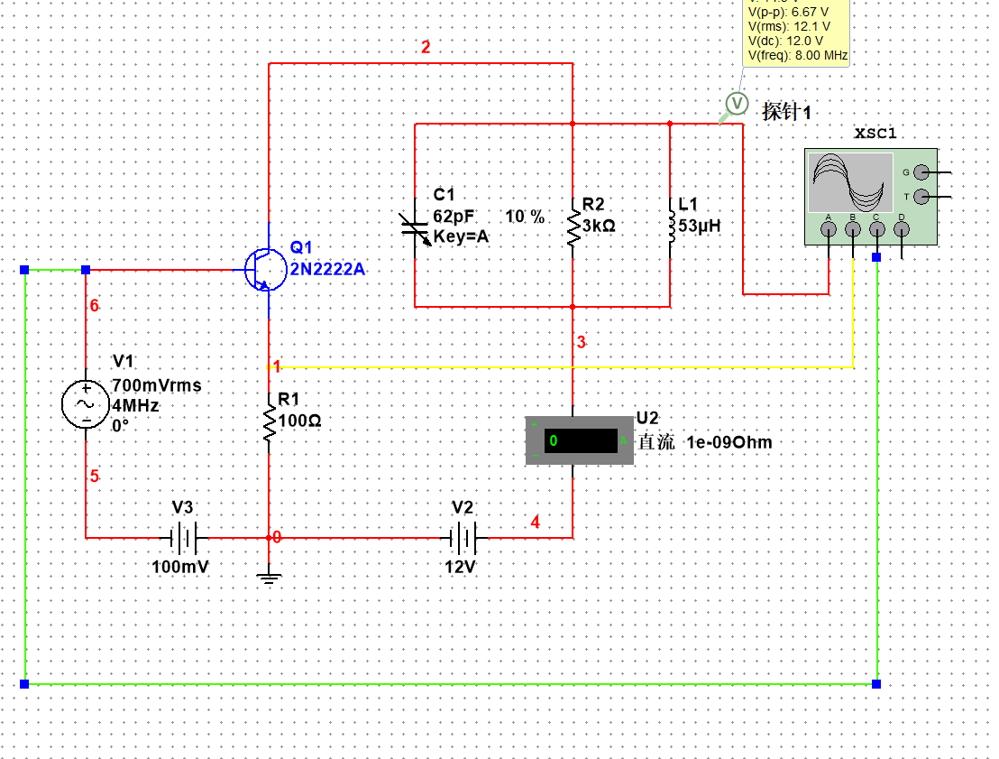 V(p-p): 6.67 V
V(rms): 12.1 V
V(dc): 12.0 V
V(freq): 8.00 MHz
2
V
探针1
XSC1
G
T
A B C D
C1
62pF
Key=A
10 %
R2
3kΩ
L1
53µH
Q1
2N2222A
6
3
1
V1
700mVrms
4MHz
0°
R1
100Ω
U2
+
0
A
-
直流 1e-09Ohm
5
V3
100mV
0
V2
12V
4